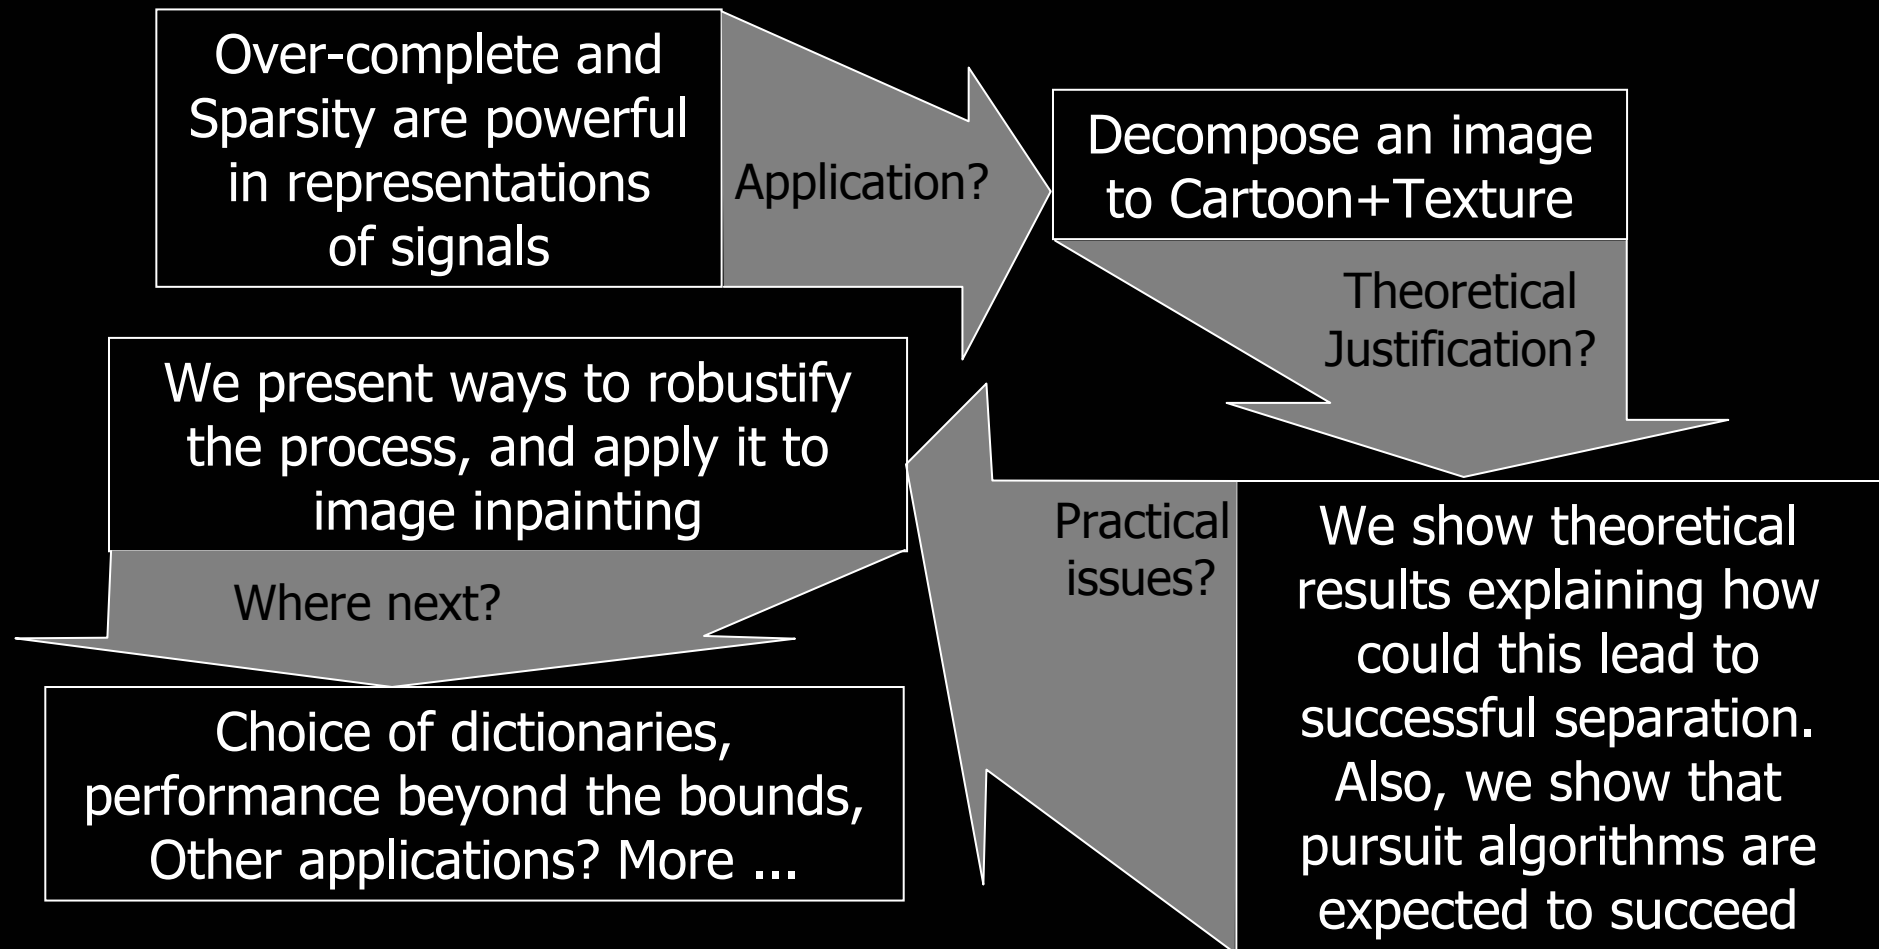 Over-complete and
Sparsity are powerful
in representations
of signals
Application?
Decompose an image
to Cartoon+Texture
Theoretical
Justification?
We show theoretical
results explaining how
could this lead to
successful separation.
Also, we show that
pursuit algorithms are
expected to succeed
Practical
issues?
We present ways to robustify
the process, and apply it to
image inpainting
Where next?
Choice of dictionaries,
performance beyond the bounds,
Other applications? More ...